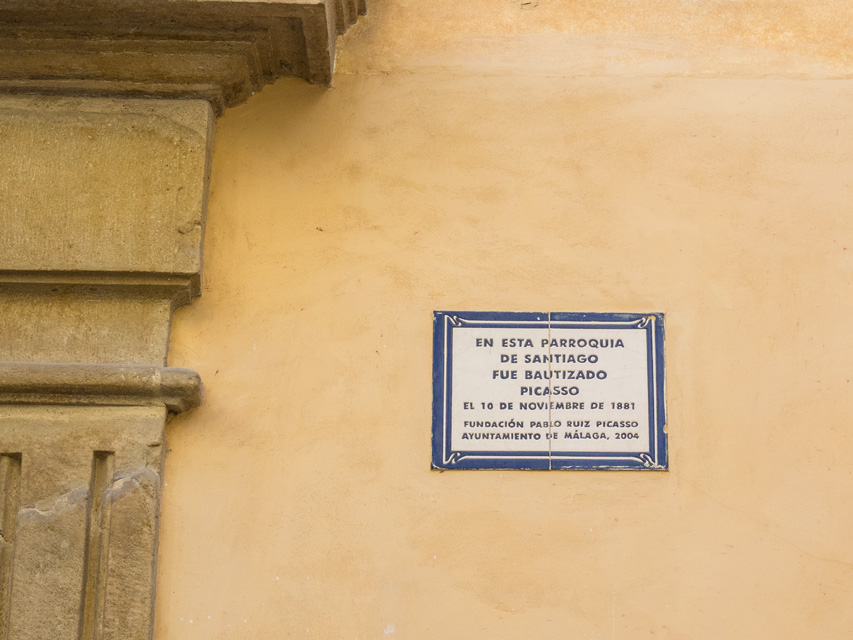 EN ESTA PARROQUIA
DE SANTIAGO
FUE BAUTIZADO
PICASSO
EL 10 DE NOVIEMBRE DE 1881
FUNDACIÓN PABLO RUIZ PICASSO
AYUNTAMIENTO DE MÁLAGA, 2004